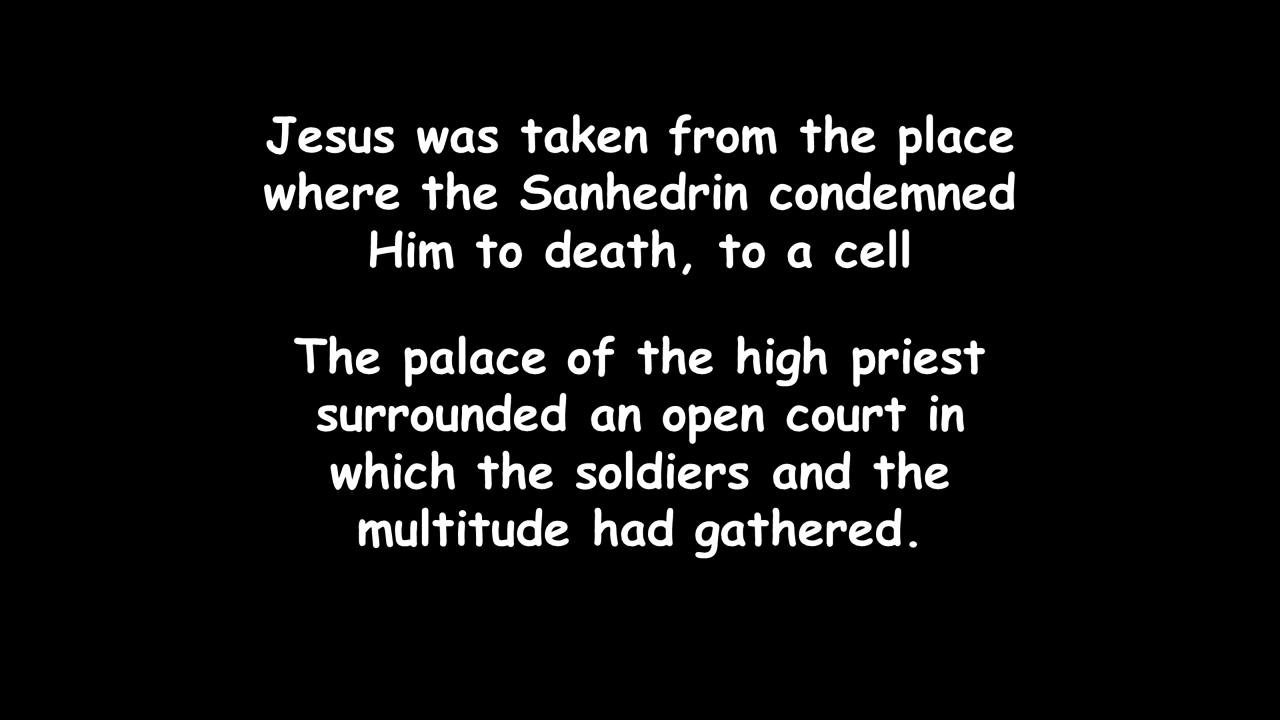 Jesus was taken from the place
where the Sanhedrin condemned
Him to death, to a cell
The palace of the high priest
surrounded an open court in
which the soldiers and the
multitude had gathered.